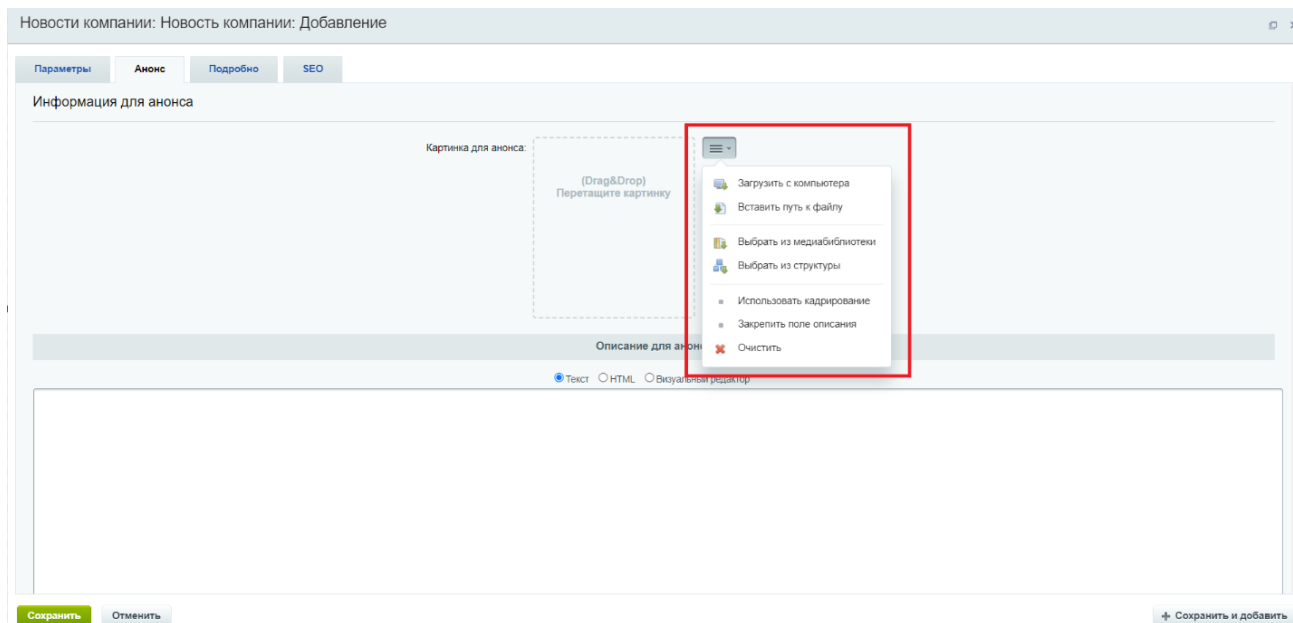 Новости компании: Новость компании: Добавление
Параметры Анонс Подробно SEO
Информация для анонса
Картинка для анонса:
(Drag&Drop)
Перетащите картинку
Загрузить с компьютера
Вставить путь к файлу
Выбрать из медиабиблиотеки
Выбрать из структуры
Использовать кадрирование
Закрепить поле описания
Очистить
Описание для
Текст HTML Визуальный редактор
Сохранить Отменить + Сохранить и добавить